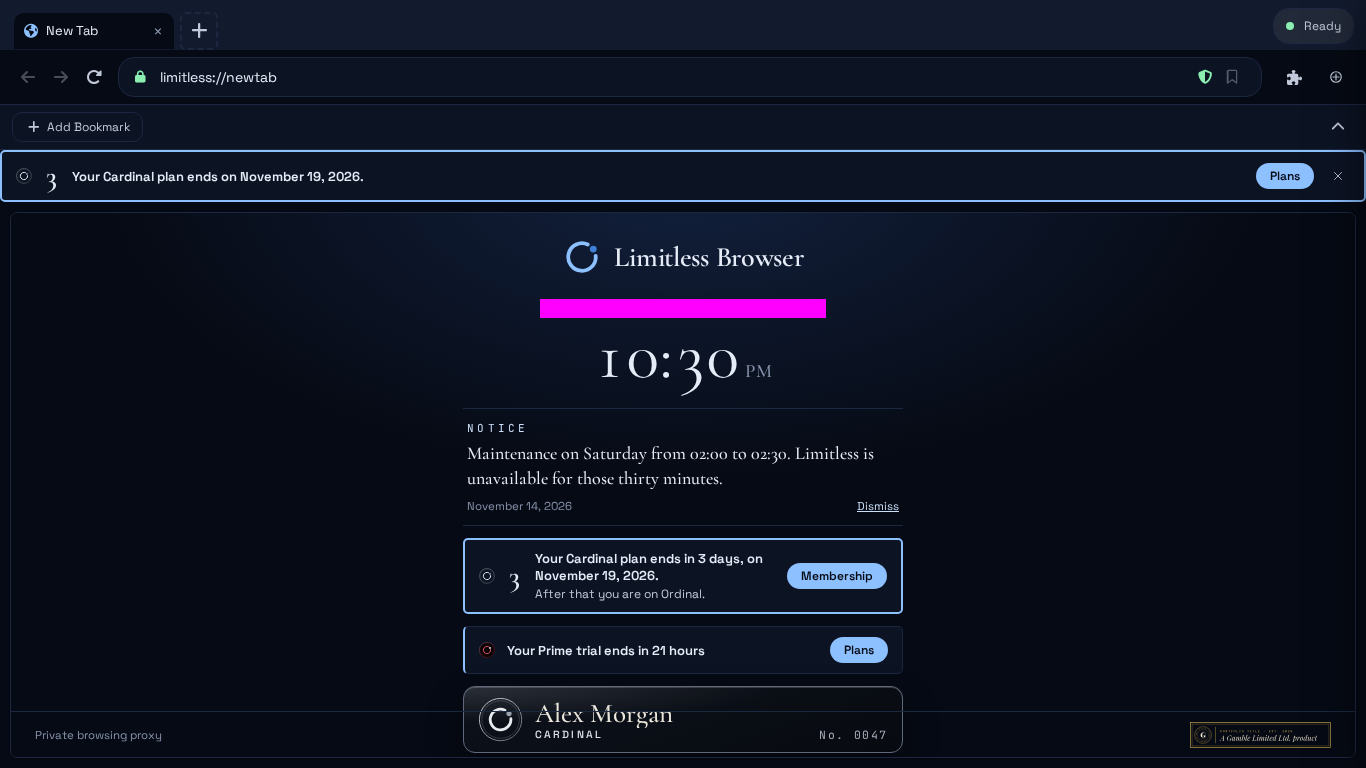 New Tab
Ready
limitless://newtab
Add Bookmark
3 Your Cardinal plan ends on November 19, 2026.
Plans
Limitless Browser
10:30 PM
NOTICE
Maintenance on Saturday from 02:00 to 02:30. Limitless is
unavailable for those thirty minutes.
November 14, 2026
Dismiss
3
Your Cardinal plan ends in 3 days, on
November 19, 2026.
After that you are on Ordinal.
Membership
Your Prime trial ends in 21 hours
Plans
Alex Morgan
CARDINAL
No. 0047
Private browsing proxy
G
A Gamble Limited Ltd. product